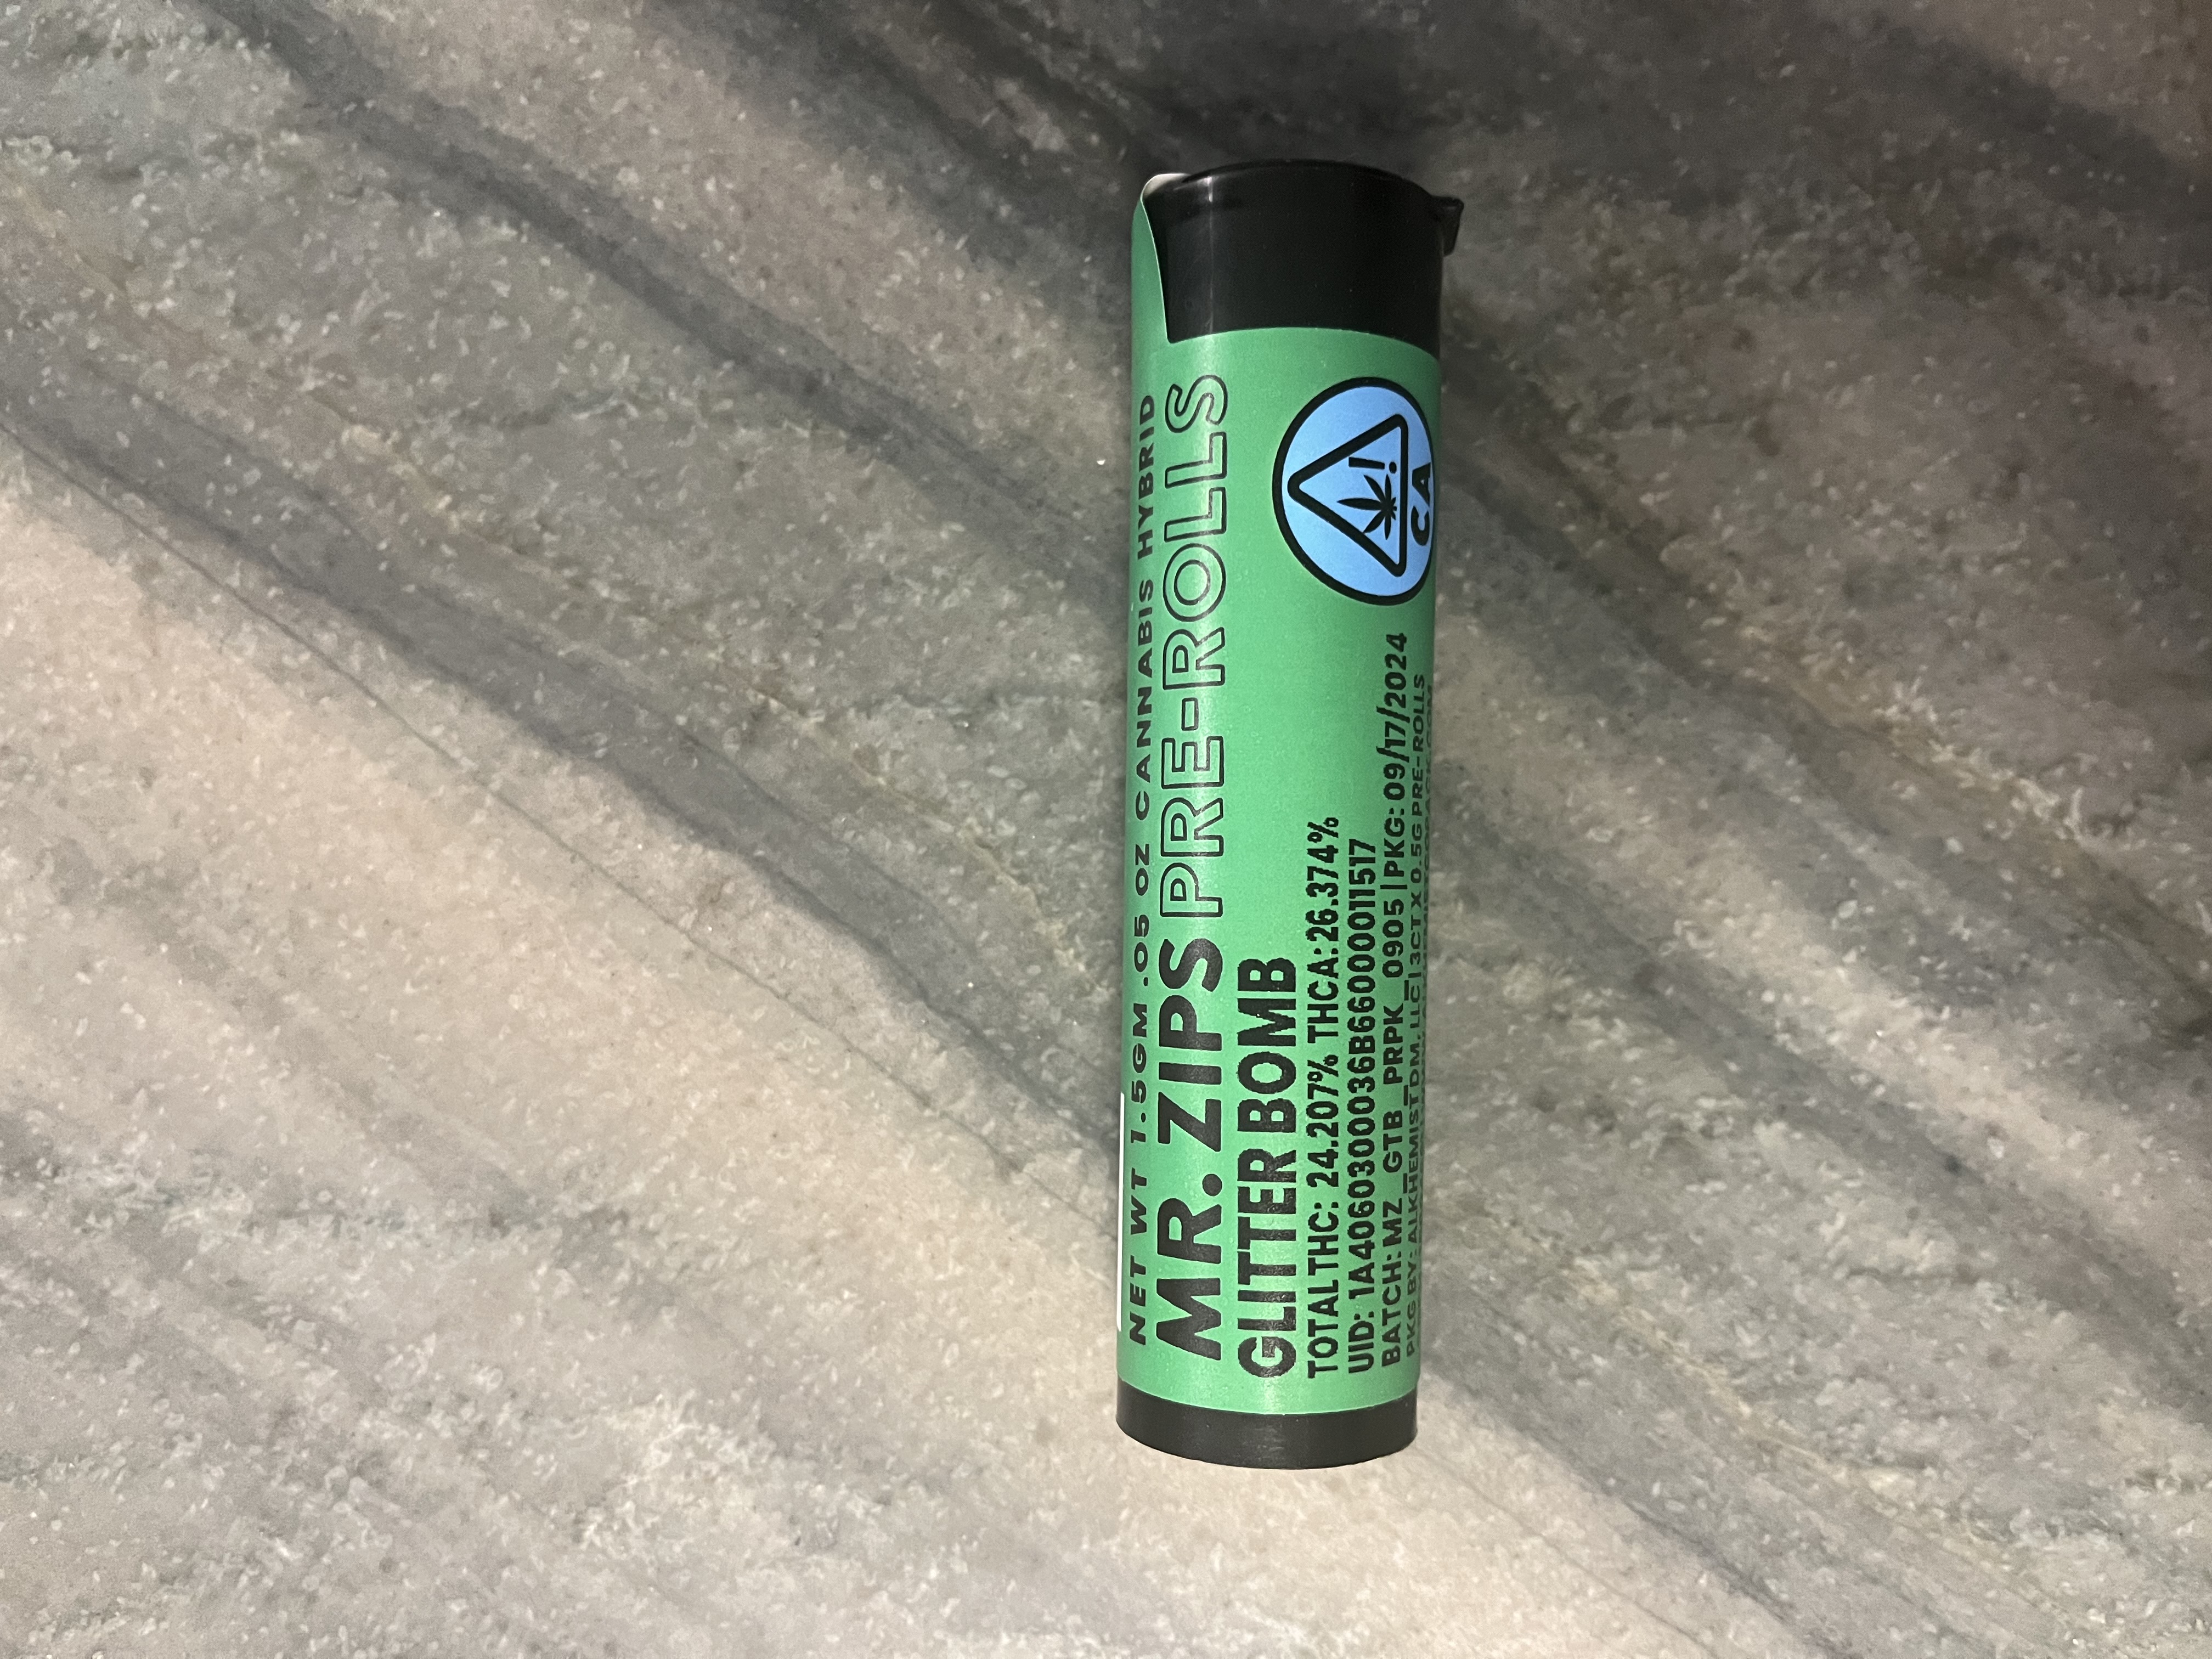 NET WT 1.5GM .05 OZ CANNABIS HYBRID
MR. ZIPS PRE-ROLLS
GLITTER BOMB
TOTAL THC: 24.207% THCA:26.374%
UID: 1A4060300036B66000011517
BATCH: MZ_GTB_PRPK_0905 | PKG: 09/17/2024
PKG BY: ALKHEMIST DM, LLC | 3CT X 0.5G PRE-ROLLS
!
CA